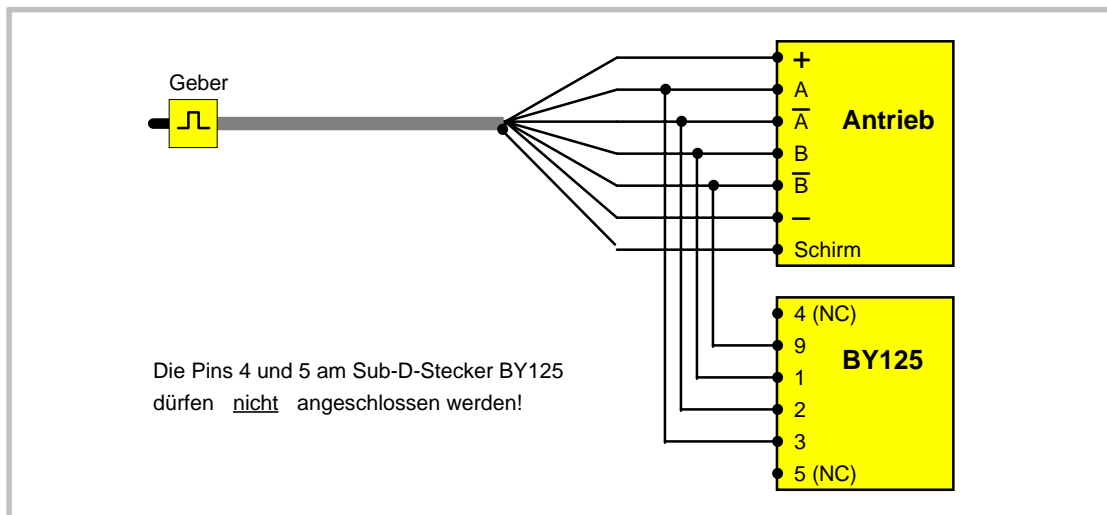 Geber
+
A
A̅
Antrieb
B
B̅
−
Schirm
4 (NC)
9
BY125
1
2
3
5 (NC)
Die Pins 4 und 5 am Sub-D-Stecker BY125
dürfen nicht angeschlossen werden!